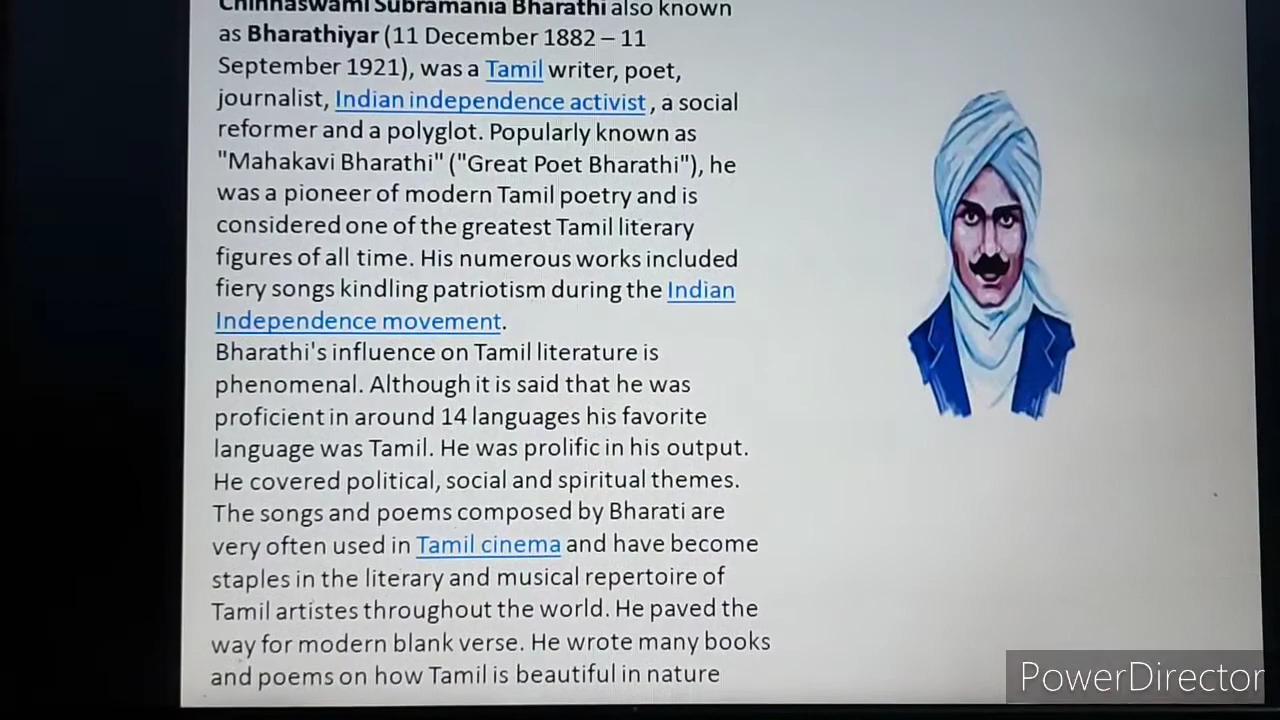 Chinnaswami Subramania Bharathi also known
as Bharathiyar (11 December 1882 – 11
September 1921), was a Tamil writer, poet,
journalist, Indian independence activist , a social
reformer and a polyglot. Popularly known as
"Mahakavi Bharathi" ("Great Poet Bharathi"), he
was a pioneer of modern Tamil poetry and is
considered one of the greatest Tamil literary
figures of all time. His numerous works included
fiery songs kindling patriotism during the Indian
Independence movement.
Bharathi's influence on Tamil literature is
phenomenal. Although it is said that he was
proficient in around 14 languages his favorite
language was Tamil. He was prolific in his output.
He covered political, social and spiritual themes.
The songs and poems composed by Bharati are
very often used in Tamil cinema and have become
staples in the literary and musical repertoire of
Tamil artistes throughout the world. He paved the
way for modern blank verse. He wrote many books
and poems on how Tamil is beautiful in nature
PowerDirector